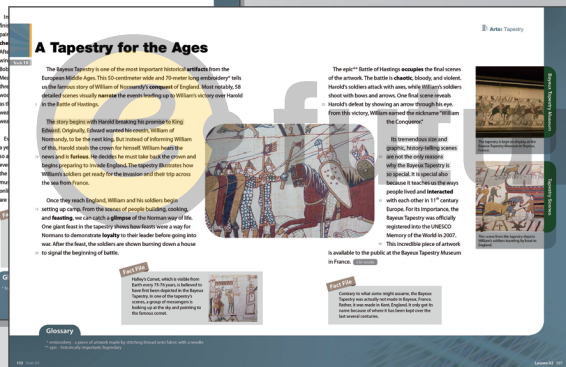 Arts: Tapestry
A Tapestry for the Ages
The Bayeux Tapestry is one of the most important historical artifacts from the
European Middle Ages. This 50-centimeter wide and 70-meter long embroidery* tells
us the famous story of William of Normandy's conquest of England. Most notably, 58
detailed scenes visually narrate the events leading up to William's victory over Harold
in the Battle of Hastings.
The story begins with Harold breaking his promise to King
Edward. Originally, Edward wanted his cousin, William of
Normandy, to be the next king. But instead of informing William
of this, Harold steals the crown for himself. William hears the
news and is furious. He decides he must take back the crown and
begins preparing to invade England. The tapestry illustrates how
William's soldiers get ready for the invasion and their trip across
the sea from France.
Once they reach England, William and his soldiers begin
setting up camp. From the scenes of people building, cooking,
and feasting, we can catch a glimpse of the Norman way of life.
One giant feast in the tapestry shows how feasts were a way for
Normans to demonstrate loyalty to their leader before going into
war. After the feast, the soldiers are shown burning down a house
to signal the beginning of battle.
The epic** Battle of Hastings occupies the final scenes
of the artwork. The battle is chaotic, bloody, and violent.
Harold's soldiers attack with axes, while William's soldiers
shoot with bows and arrows. One final scene reveals
Harold's defeat by showing an arrow through his eye.
From this victory, William earned the nickname "William
the Conqueror."
Its tremendous size and
graphic, history-telling scenes
are not the only reasons
why the Bayeux Tapestry is
so special. It is special also
because it teaches us the ways
people lived and interacted
with each other in 11th century
Europe. For its importance, the
Bayeux Tapestry was officially
registered into the UNESCO
Memory of the World in 2007.
This incredible piece of artwork
is available to the public at the Bayeux Tapestry Museum
in France.
Bayeux Tapestry Museum
The tapestry is kept on display at the
Bayeux Tapestry Museum in Bayeux,
France.
Tapestry Scenes
Fact File
Halley's Comet, which is visible from
Earth every 75-76 years, is believed to
have first been depicted in the Bayeux
Tapestry. In one of the tapestry's
scenes, a group of messengers is
looking up at the sky and pointing to
the famous comet.
Fact File
Contrary to what some might assume, the Bayeux
Tapestry was actually not made in Bayeux, France.
Rather, it was made in Kent, England. It only got its
name because of where it has been kept over the
last several centuries.
Glossary
* embroidery - a piece of artwork made by stitching thread onto fabric with a needle
** epic - historically important; legendary